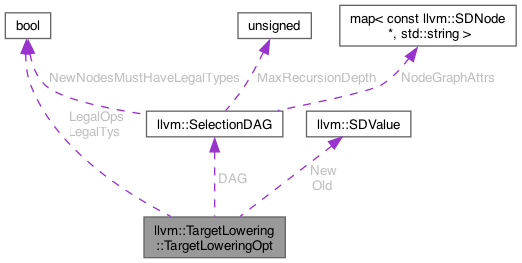 bool
unsigned
map< const llvm::SDNode
*, std::string >
NewNodesMustHaveLegalTypes
MaxRecursionDepth
NodeGraphAttrs
LegalOps
LegalTys
llvm::SelectionDAG
llvm::SDValue
DAG
New
Old
llvm::TargetLowering
::TargetLoweringOpt